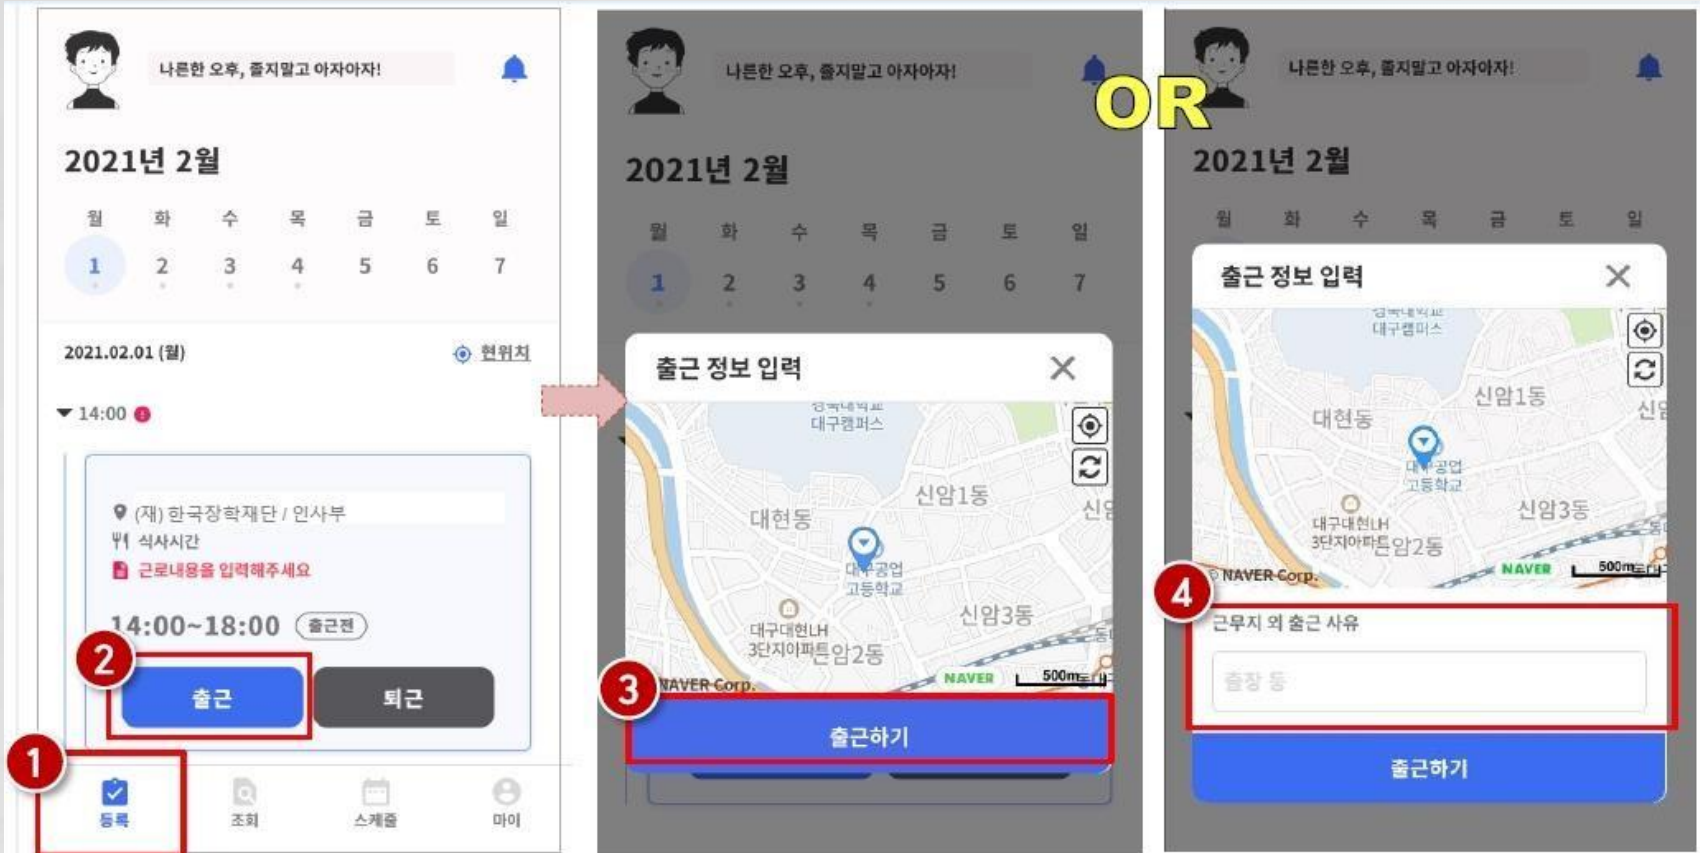 나른한 오후, 졸지말고 아자아자!
2021년 2월
월 화 수 목 금 토 일
1 2 3 4 5 6 7
2021.02.01 (월)
현위치
14:00
(재) 한국장학재단 / 인사부
식사시간
근로내용을 입력해주세요
14:00~18:00 출근전
2
출근 퇴근
1
등록 조회 스케줄 마이
나른한 오후, 졸지말고 아자아자!
2021년 2월
월 화 수 목 금 토 일
1 2 3 4 5 6 7
출근 정보 입력
경북대학교
대구캠퍼스
신암1동
대현동
대구공업
고등학교
신암3동
대구대현LH
3단지아파트
신암2동
NAVER Corp.
NAVER
500m
3
출근하기
OR
나른한 오후, 졸지말고 아자아자!
2021년 2월
월 화 수 목 금 토 일
출근 정보 입력
경북대학교
대구캠퍼스
신암1동
대현동
대구공업
고등학교
신암3동
대구대현LH
3단지아파트
신암2동
NAVER Corp.
NAVER
500m
4
근무지 외 출근 사유
출장 등
출근하기